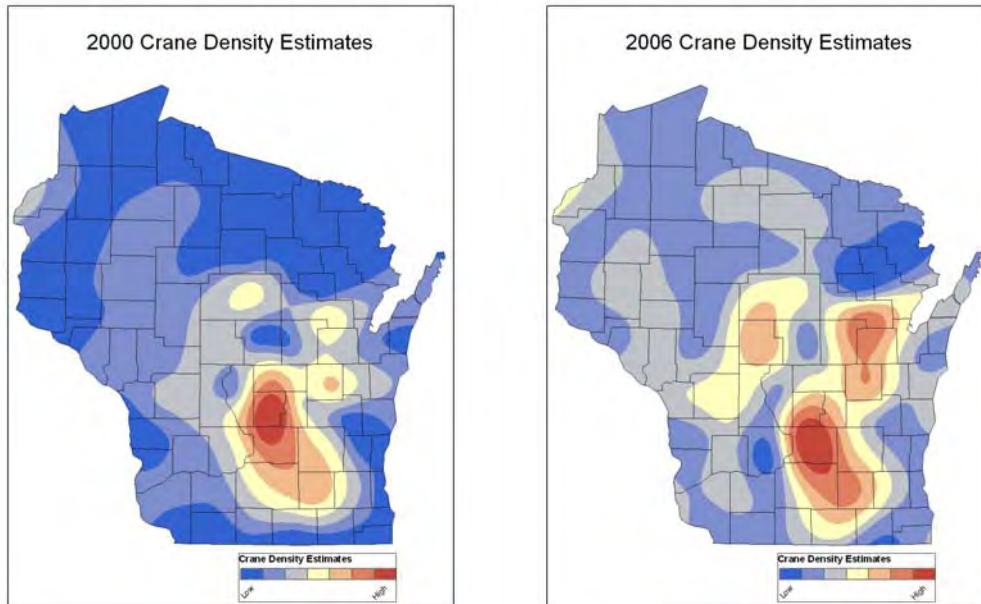 2000 Crane Density Estimates
2006 Crane Density Estimates
Crane Density Estimates
Low
High
Crane Density Estimates
Low
High